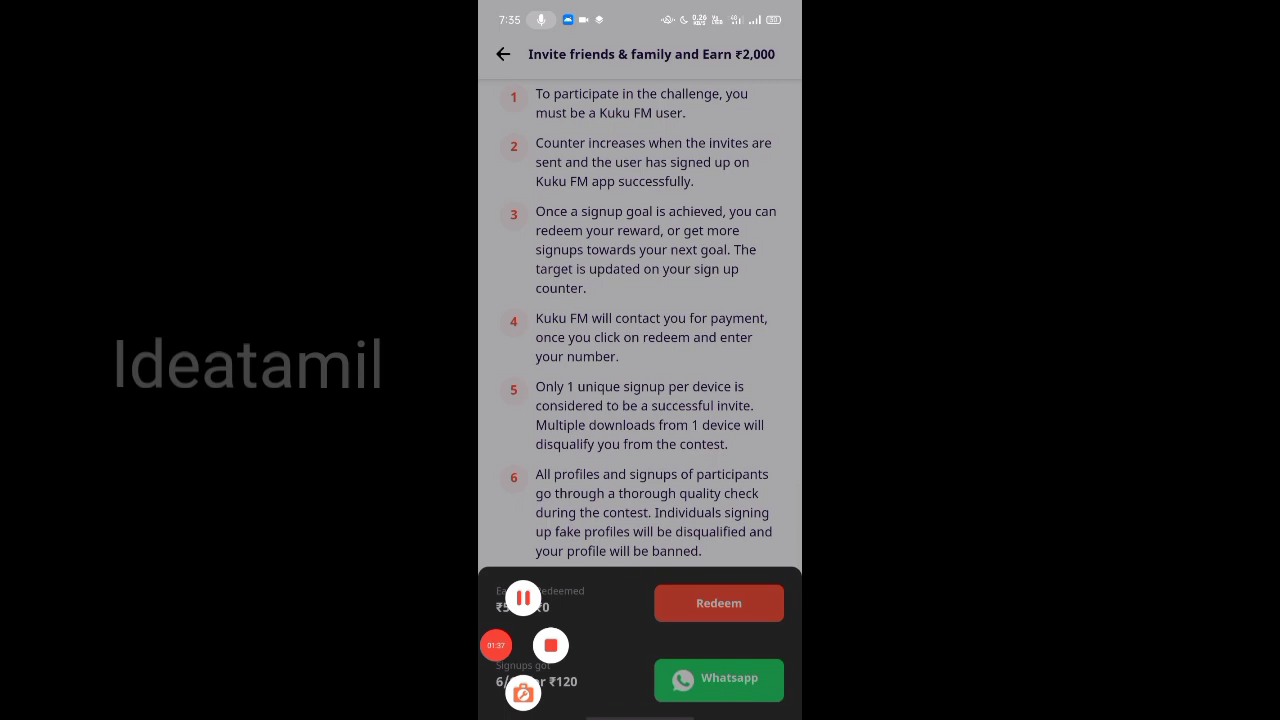 7:35
Invite friends & family and Earn ₹2,000
1
To participate in the challenge, you
must be a Kuku FM user.
2
Counter increases when the invites are
sent and the user has signed up on
Kuku FM app successfully.
3
Once a signup goal is achieved, you can
redeem your reward, or get more
signups towards your next goal. The
target is updated on your sign up
counter.
4
Kuku FM will contact you for payment,
once you click on redeem and enter
your number.
Ideatamil
5
Only 1 unique signup per device is
considered to be a successful invite.
Multiple downloads from 1 device will
disqualify you from the contest.
6
All profiles and signups of participants
go through a thorough quality check
during the contest. Individuals signing
up fake profiles will be disqualified and
your profile will be banned.
Redeem
01:37
Signups got
₹120
Whatsapp